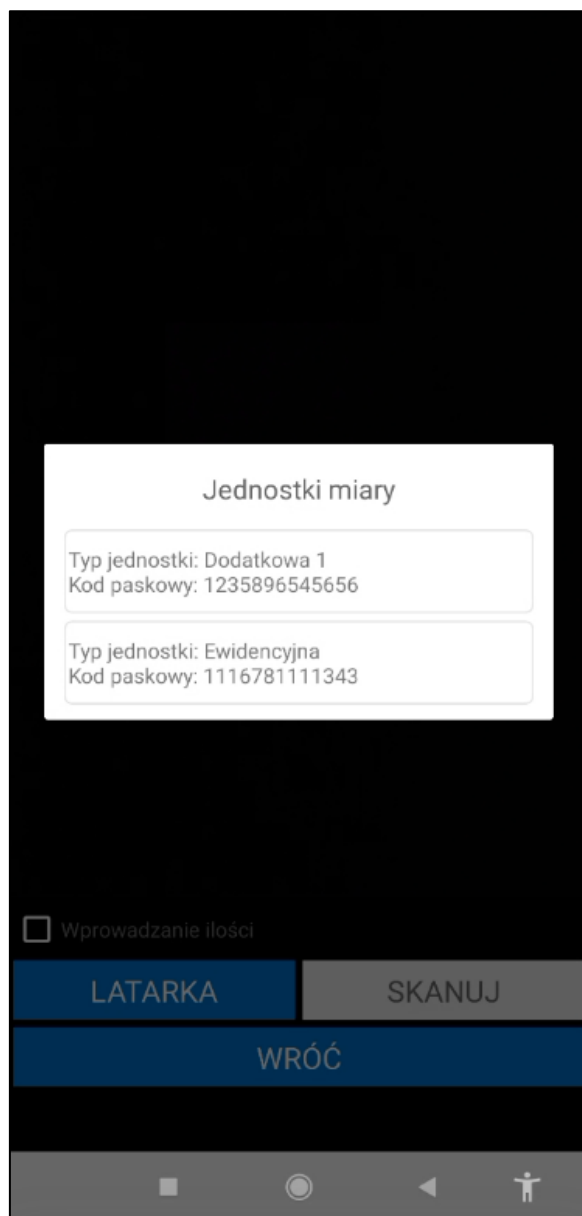 Jednostki miary
Typ jednostki: Dodatkowa 1
Kod paskowy: 1235896545656
Typ jednostki: Ewidencyjna
Kod paskowy: 1116781111343
Wprowadzanie ilości
LATARKA
SKANUJ
WRÓĆ